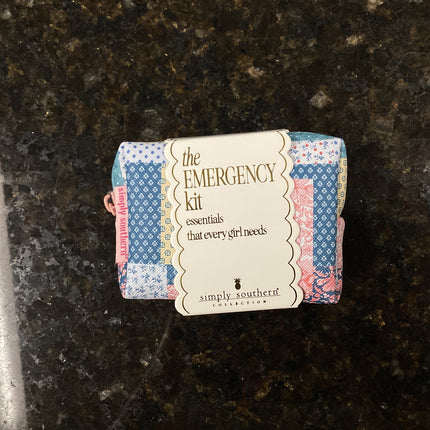 the
EMERGENCY
kit
essentials
that every girl needs
simply southern®
COLLECTION
simply southern